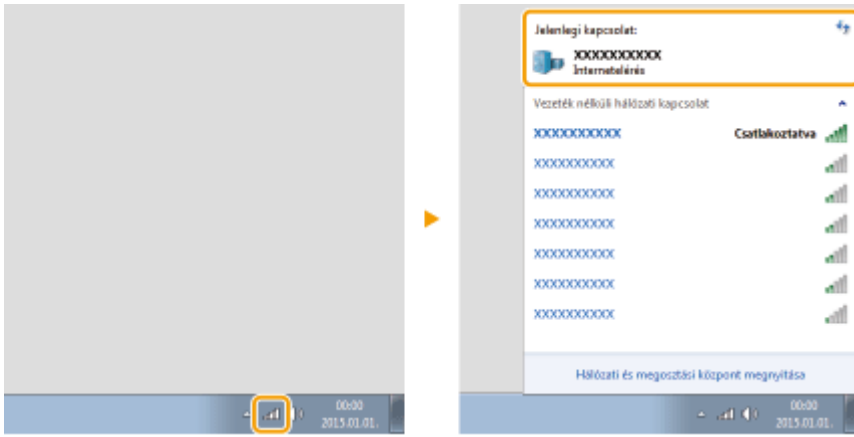 00:00
2015.01.01.
Jelenlegi kapcsolat:
XXXXXXXXXX
Internetelérés
Vezeték nélküli hálózati kapcsolat
XXXXXXXXXX Csatlakoztatva
XXXXXXXXXX
XXXXXXXXXX
XXXXXXXXXX
XXXXXXXXXX
XXXXXXXXXX
XXXXXXXXXX
Hálózati és megosztási központ megnyitása
00:00
2015.01.01.